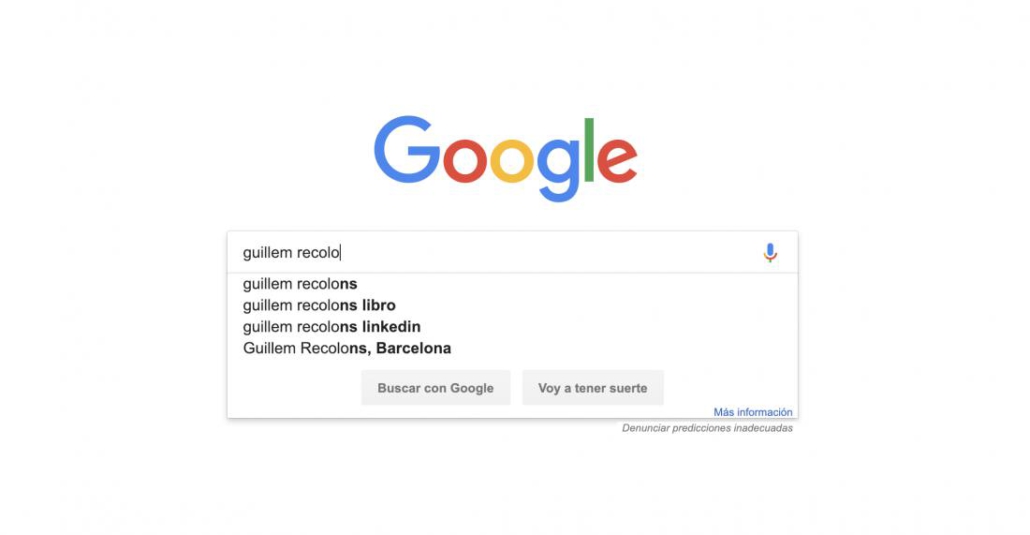 Google
guillem recolo
guillem recolons
guillem recolons libro
guillem recolons linkedin
Guillem Recolons, Barcelona
Buscar con Google Voy a tener suerte
Más información
Denunciar predicciones inadecuadas